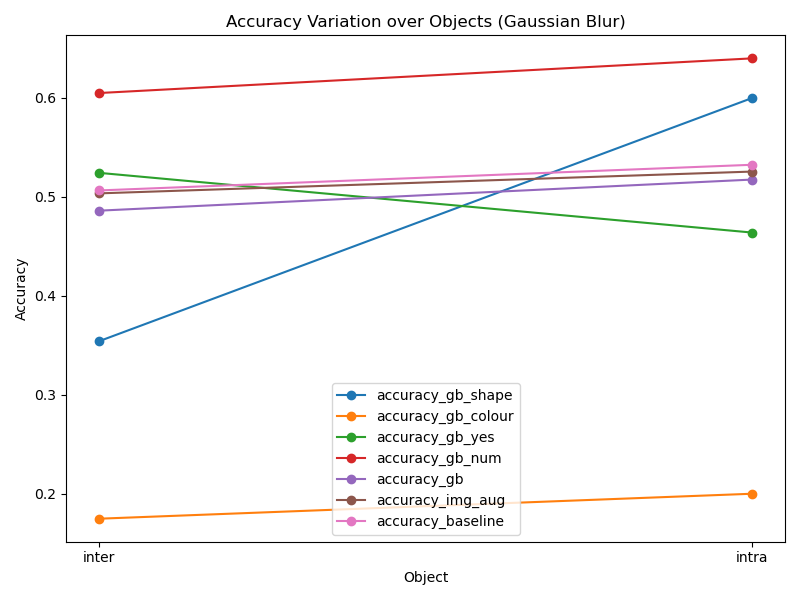 Accuracy Variation over Objects (Gaussian Blur)
Accuracy
0.6
0.5
0.4
0.3
0.2
accuracy_gb_shape
accuracy_gb_colour
accuracy_gb_yes
accuracy_gb_num
accuracy_gb
accuracy_img_aug
accuracy_baseline
inter
intra
Object